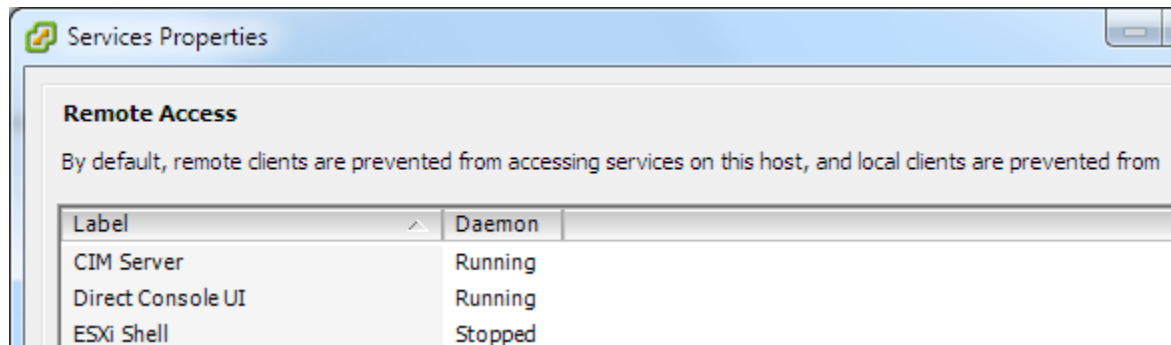 Services Properties
Remote Access
By default, remote clients are prevented from accessing services on this host, and local clients are prevented from
Label Daemon
CIM Server Running
Direct Console UI Running
ESXi Shell Stopped